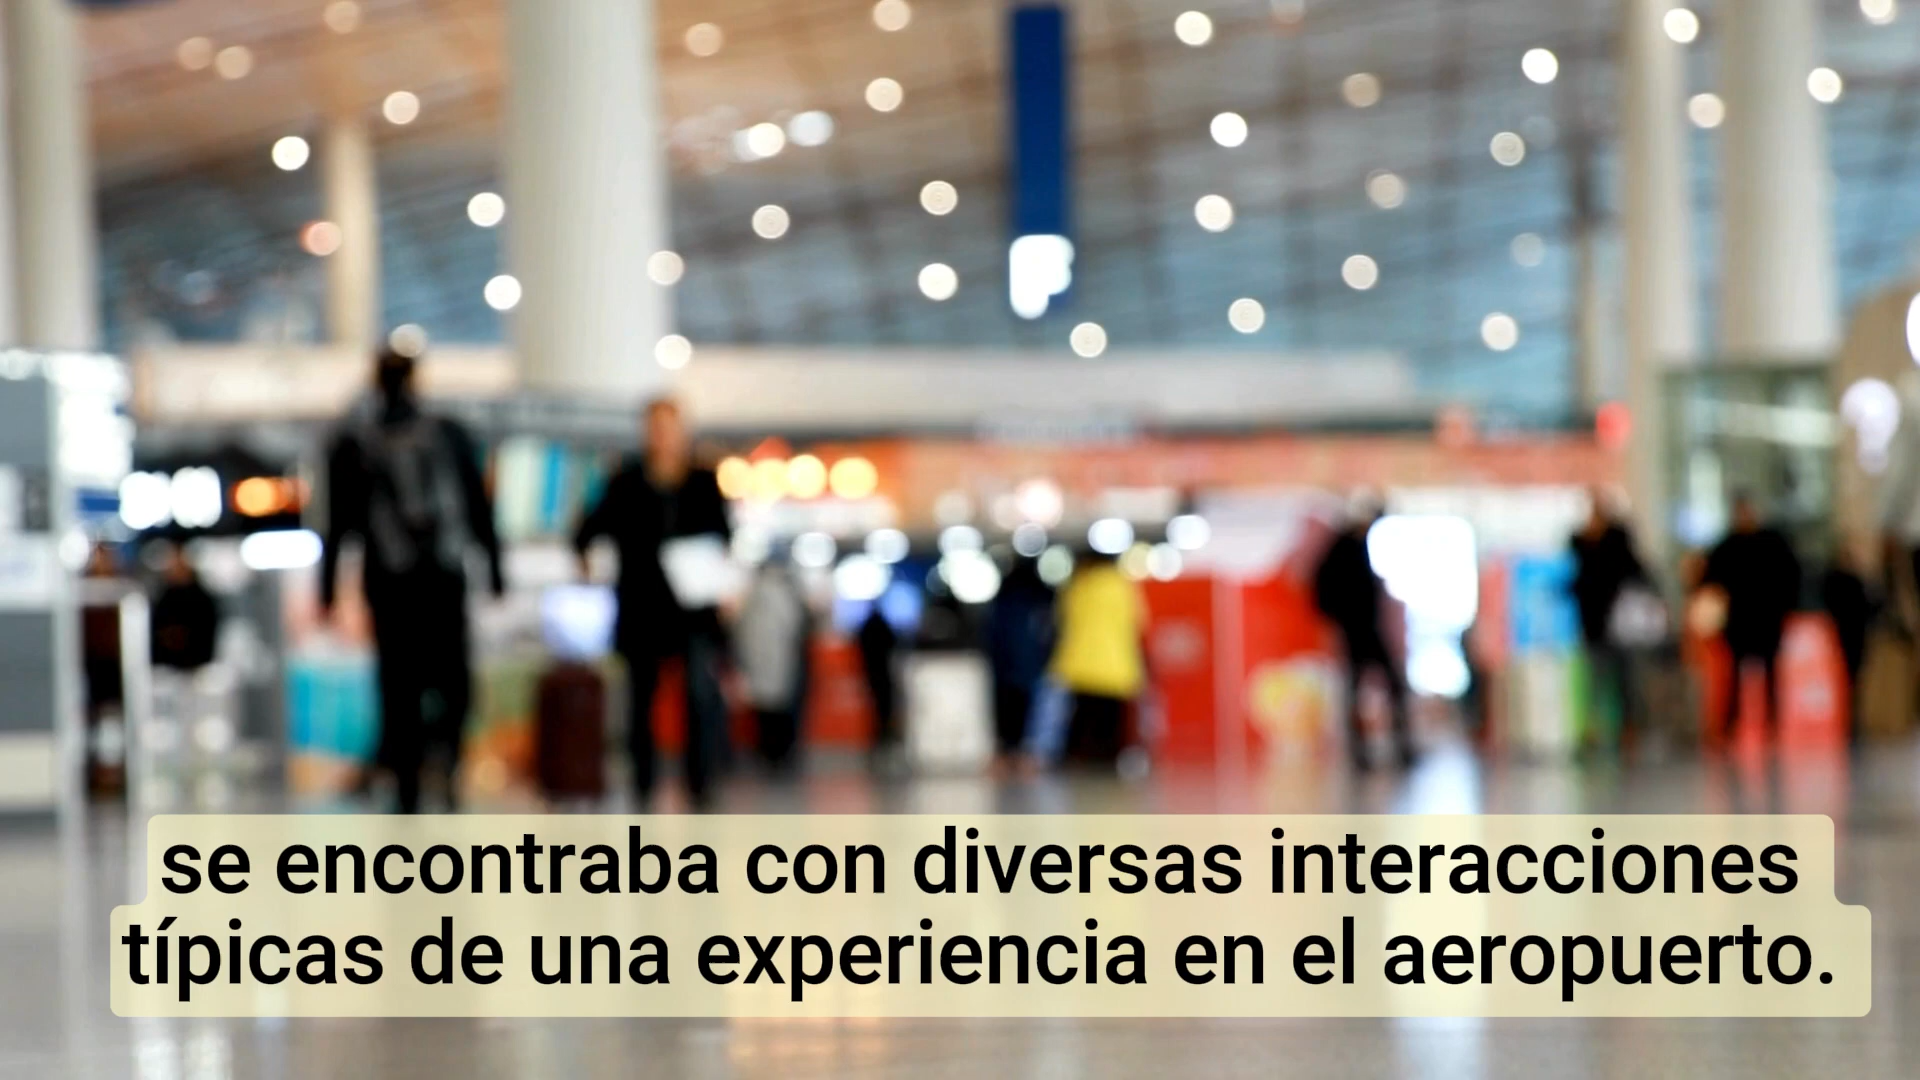 se encontraba con diversas interacciones
típicas de una experiencia en el aeropuerto.